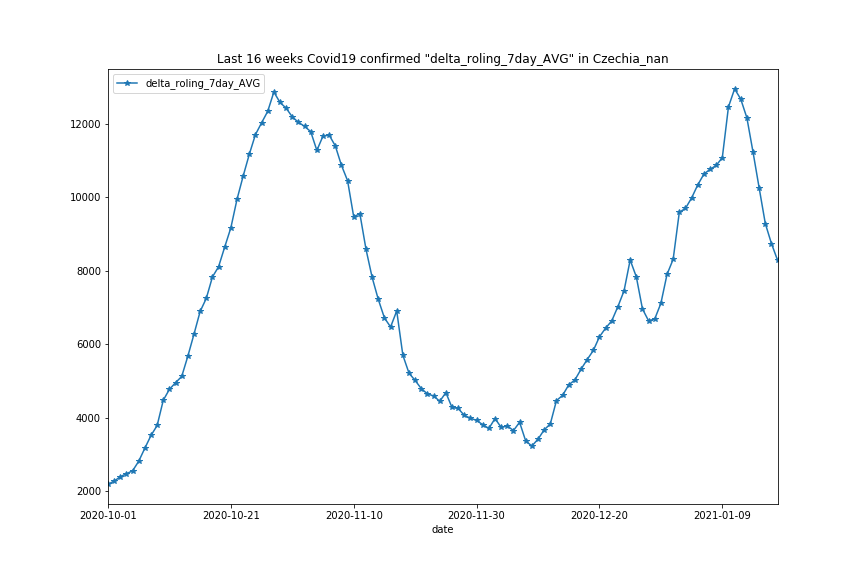 Last 16 weeks Covid19 confirmed "delta_roling_7day_AVG" in Czechia_nan
delta_roling_7day_AVG
12000
10000
8000
6000
4000
2000
2020-10-01 2020-10-21 2020-11-10 2020-11-30 2020-12-20 2021-01-09
date